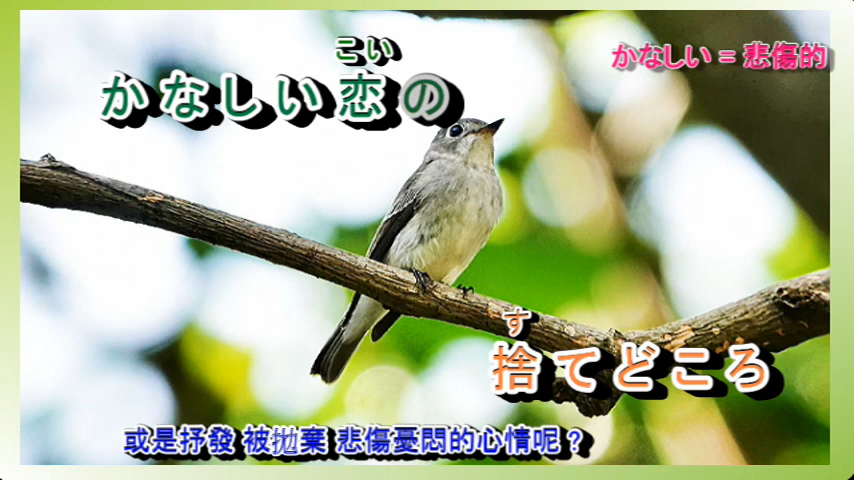 かなしい = 悲傷的
こい
かなしい恋の
す
捨てどころ
或是抒發 被拋棄 悲傷憂悶的心情呢？